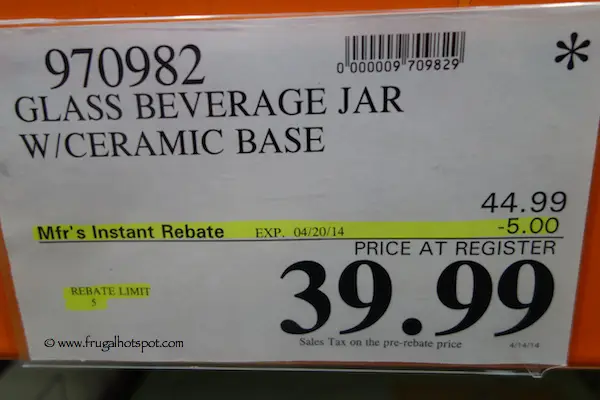 970982
0 000009 709829
*
GLASS BEVERAGE JAR
W/CERAMIC BASE
44.99
Mfr's Instant Rebate EXP. 04/20/14 -5.00
PRICE AT REGISTER
39.99
REBATE LIMIT
5
Sales Tax on the pre-rebate price
4/14/14
© www.frugalhotspot.com